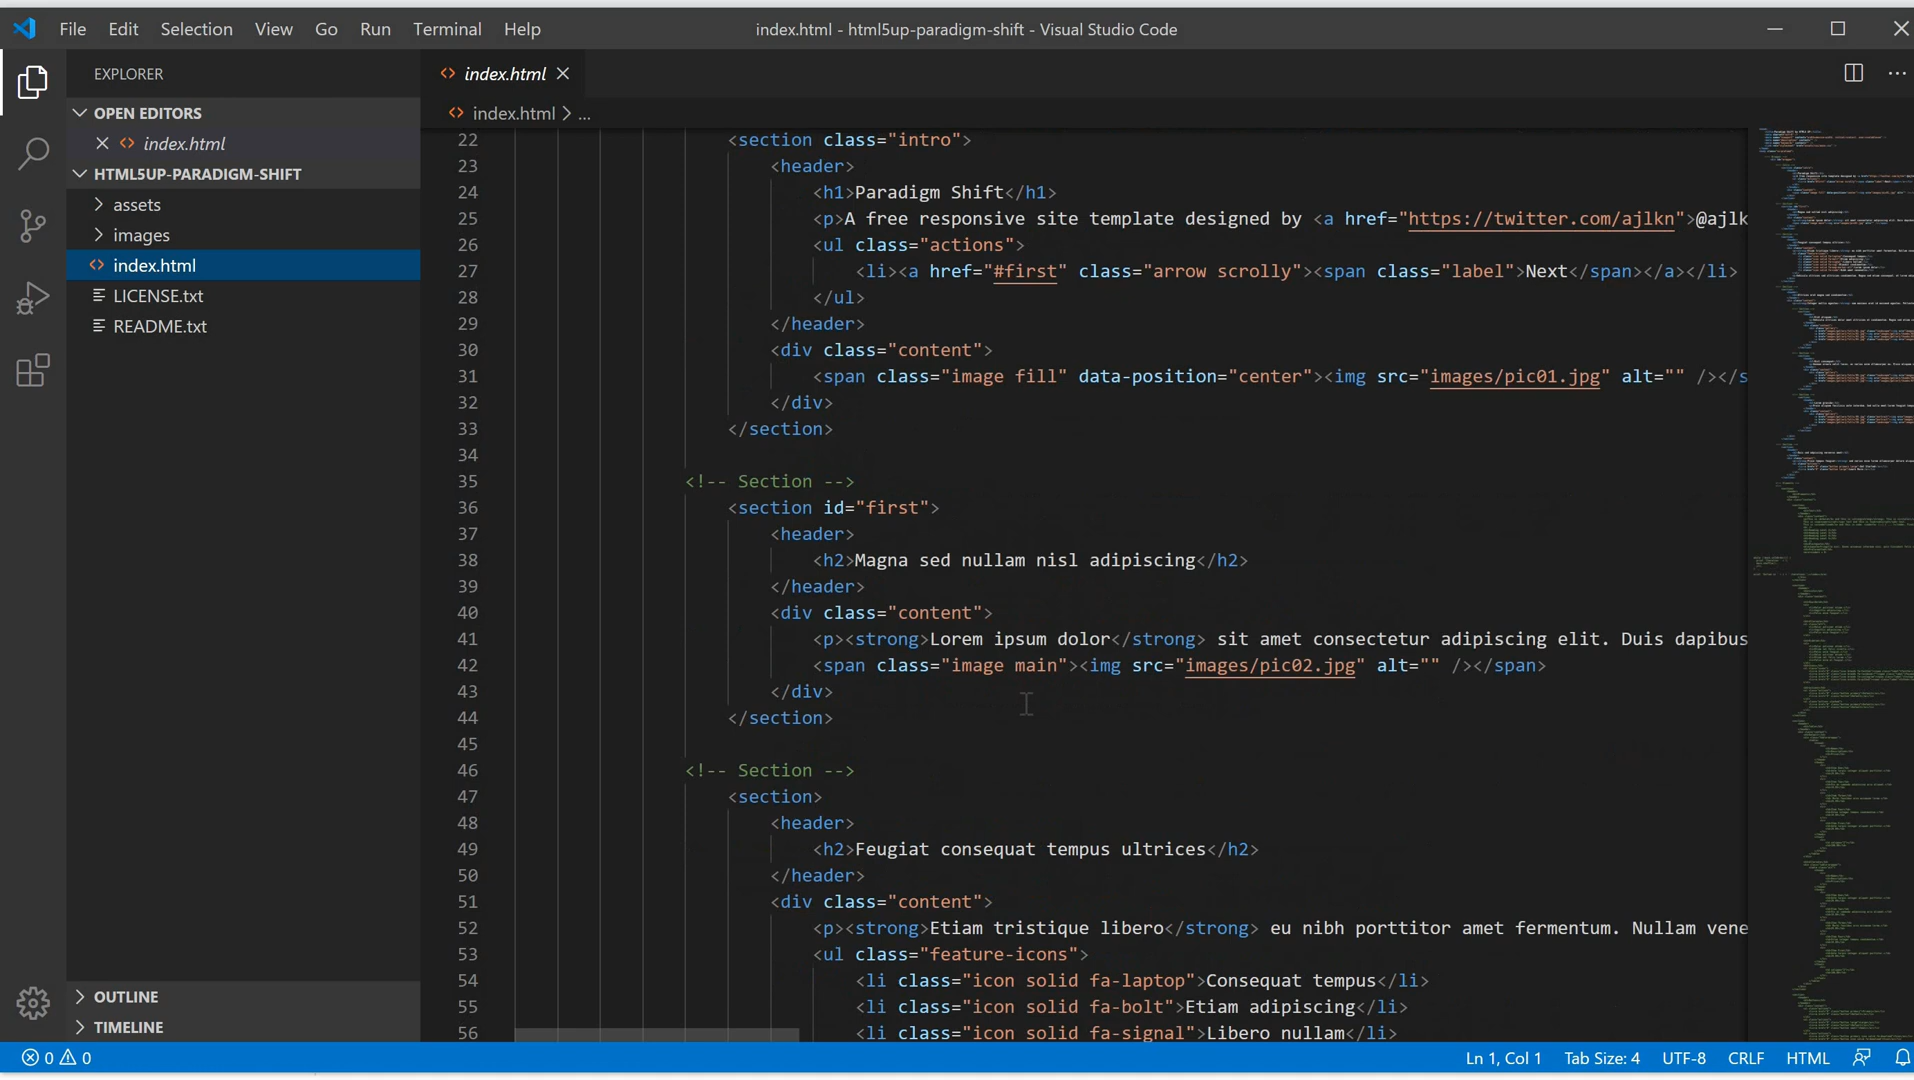 File Edit Selection View Go Run Terminal Help
index.html - html5up-paradigm-shift - Visual Studio Code
EXPLORER
OPEN EDITORS
index.html
HTML5UP-PARADIGM-SHIFT
assets
images
index.html
LICENSE.txt
README.txt
OUTLINE
TIMELINE
index.html
index.html > ...
22 <section class="intro">
23 <header>
24 <h1>Paradigm Shift</h1>
25 <p>A free responsive site template designed by <a href="https://twitter.com/ajlkn">@ajlk
26 <ul class="actions">
27 <li><a href="#first" class="arrow scrolly"><span class="label">Next</span></a></li>
28 </ul>
29 </header>
30 <div class="content">
31 <span class="image fill" data-position="center"><img src="images/pic01.jpg" alt="" /></s
32 </div>
33 </section>
34
35 <!-- Section -->
36 <section id="first">
37 <header>
38 <h2>Magna sed nullam nisl adipiscing</h2>
39 </header>
40 <div class="content">
41 <p><strong>Lorem ipsum dolor</strong> sit amet consectetur adipiscing elit. Duis dapibus
42 <span class="image main"><img src="images/pic02.jpg" alt="" /></span>
43 </div>
44 </section>
45
46 <!-- Section -->
47 <section>
48 <header>
49 <h2>Feugiat consequat tempus ultrices</h2>
50 </header>
51 <div class="content">
52 <p><strong>Etiam tristique libero</strong> eu nibh porttitor amet fermentum. Nullam vene
53 <ul class="feature-icons">
54 <li class="icon solid fa-laptop">Consequat tempus</li>
55 <li class="icon solid fa-bolt">Etiam adipiscing</li>
56 <li class="icon solid fa-signal">Libero nullam</li>
0 0
Ln 1, Col 1 Tab Size: 4 UTF-8 CRLF HTML